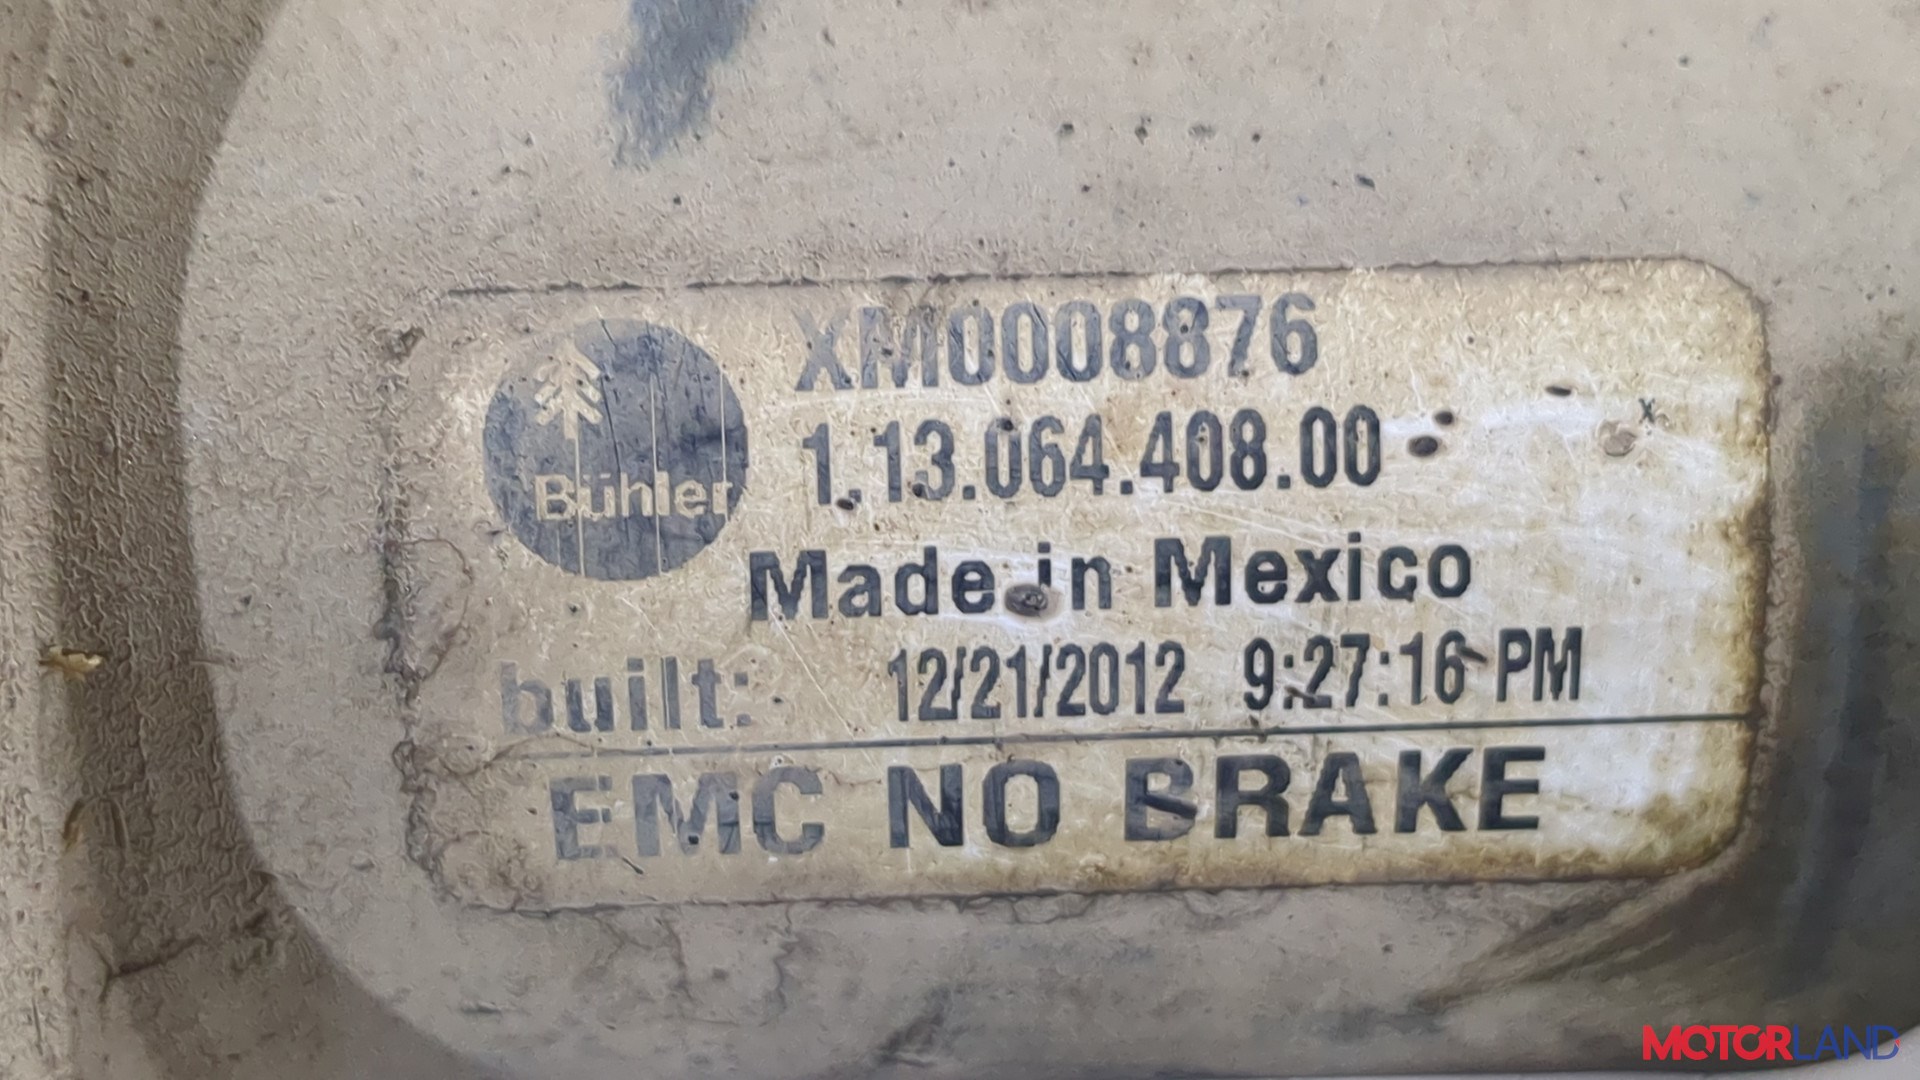 XM0008876
Bühler
1.13.064.408.00
Made in Mexico
built: 12/21/2012 9:27:16 PM
EMC NO BRAKE
MOTORLAND